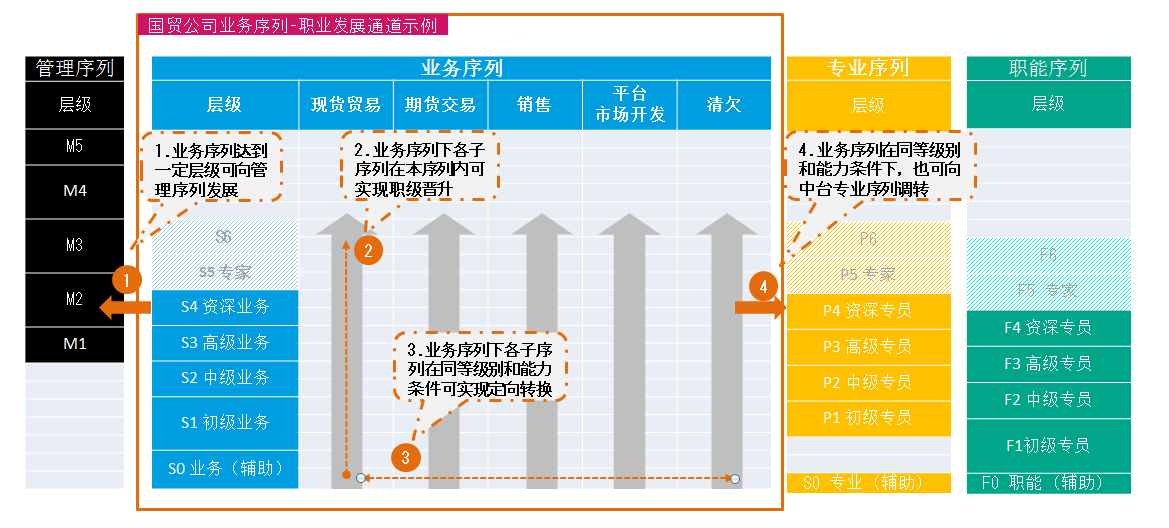 国贸公司业务序列-职业发展通道示例
管理序列
层级
M5
M4
M3
M2
M1
业务序列
层级
现货贸易
期货交易
销售
平台
市场开发
清欠
S6
S5 专家
S4 资深业务
S3 高级业务
S2 中级业务
S1 初级业务
S0 业务（辅助）
1.业务序列达到
一定层级可向管
理序列发展
2.业务序列下各子
序列在本序列内可
实现职级晋升
3.业务序列下各子序
列在同等级别和能力
条件可实现定向转换
4.业务序列在同等级别
和能力条件下，也可向
中台专业序列调转
1
2
3
4
专业序列
层级
P6
P5 专家
P4 资深专员
P3 高级专员
P2 中级专员
P1 初级专员
S0 专业（辅助）
职能序列
层级
F6
F5 专家
F4 资深专员
F3 高级专员
F2 中级专员
F1初级专员
F0 职能（辅助）